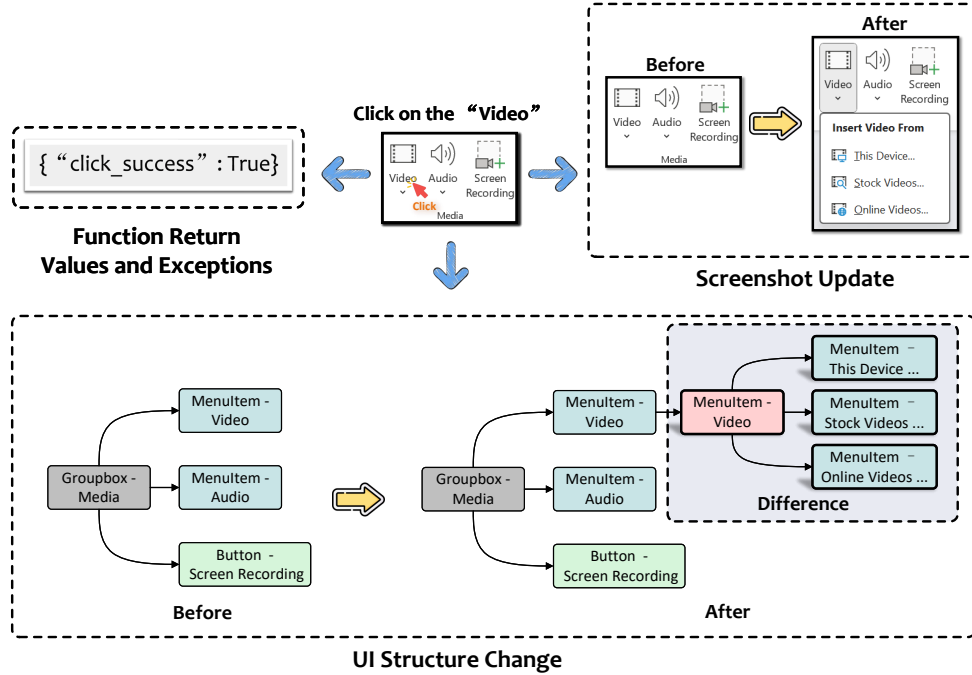 Click on the “Video”
Video
Audio
Screen
Recording
Click
Media
{“click_success”:True}
Function Return
Values and Exceptions
Before
Video
Audio
Screen
Recording
Media
After
Video
Audio
Screen
Recording
Insert Video From
This Device...
Stock Videos...
Online Videos...
Screenshot Update
Groupbox -
Media
MenuItem -
Video
MenuItem -
Audio
Button -
Screen Recording
Before
Groupbox -
Media
MenuItem -
Video
MenuItem -
Audio
Button -
Screen Recording
MenuItem -
Video
MenuItem –
This Device ...
MenuItem –
Stock Videos ...
MenuItem –
Online Videos ...
Difference
After
UI Structure Change